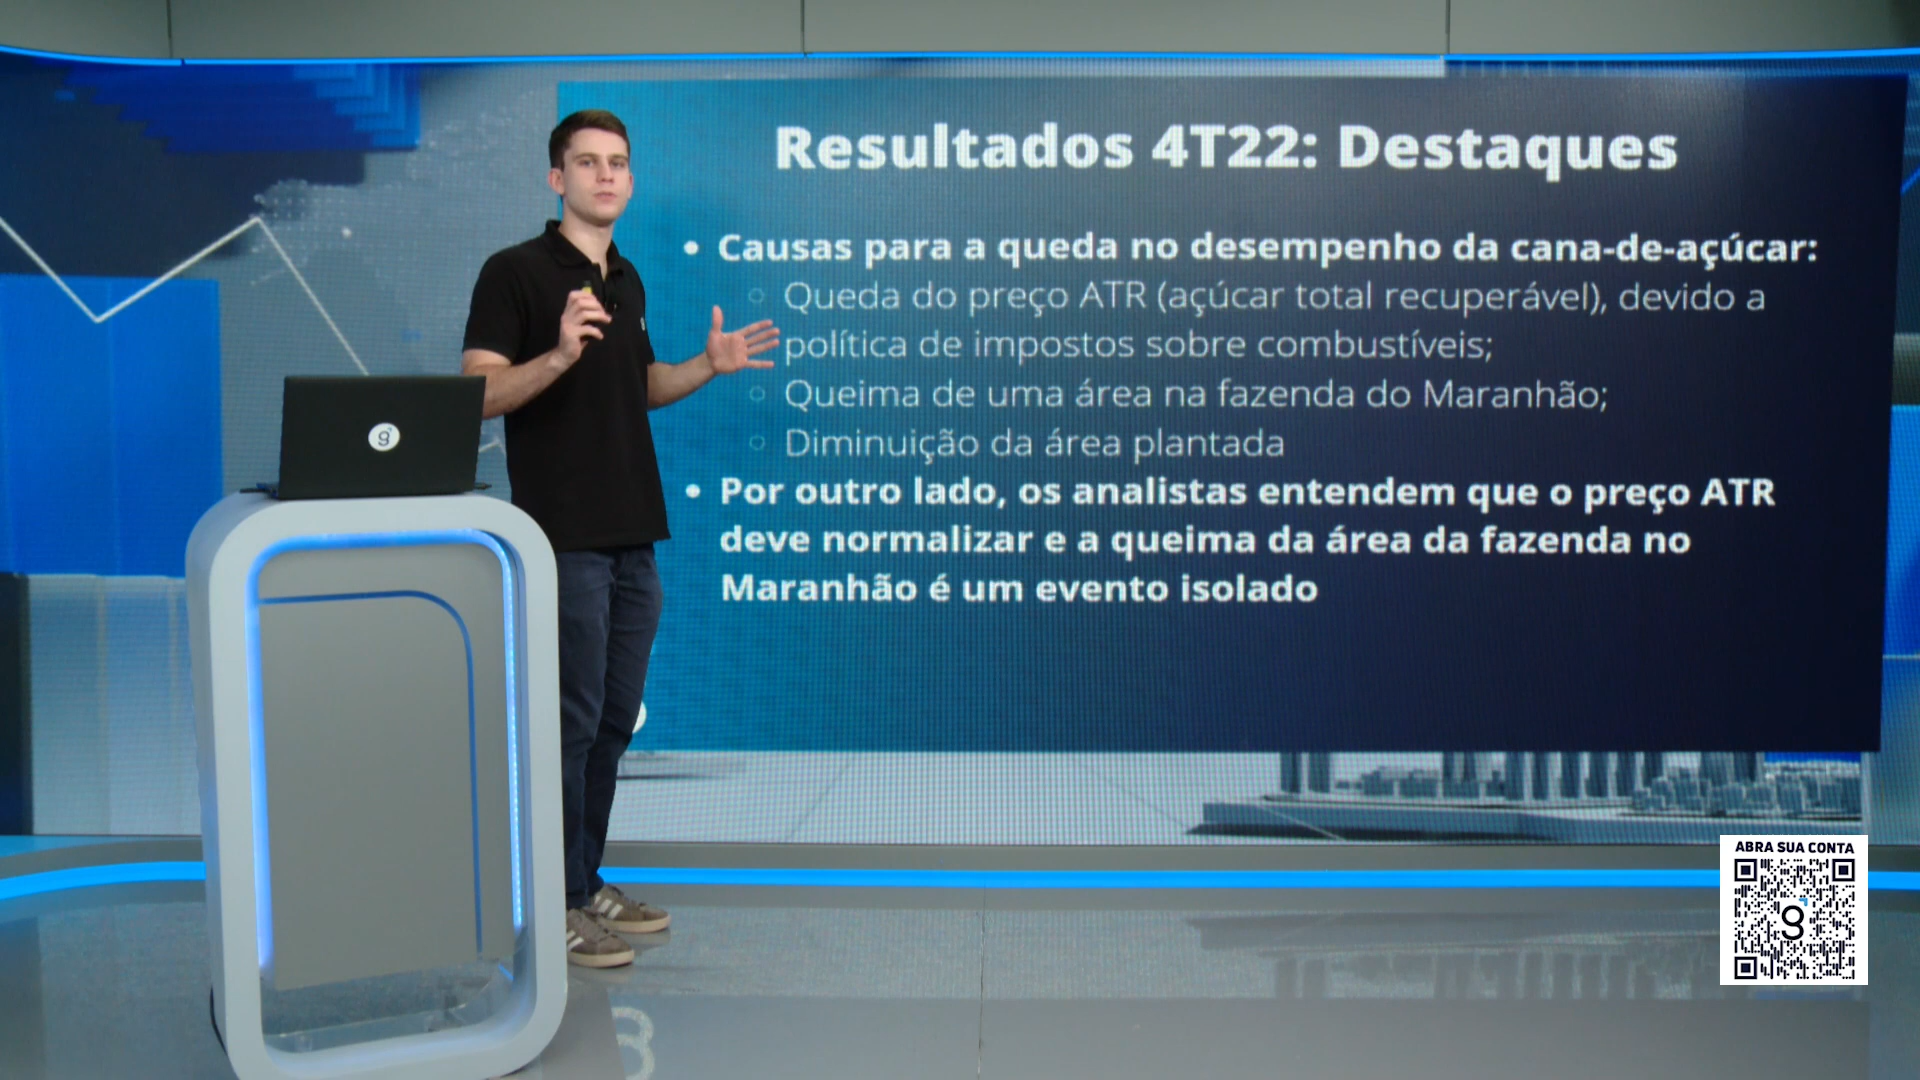 Resultados 4T22: Destaques
• Causas para a queda no desempenho da cana-de-açúcar:
○ Queda do preço ATR (açúcar total recuperável), devido a
política de impostos sobre combustíveis;
○ Queima de uma área na fazenda do Maranhão;
○ Diminuição da área plantada
• Por outro lado, os analistas entendem que o preço ATR
deve normalizar e a queima da área da fazenda no
Maranhão é um evento isolado
g
ABRA SUA CONTA
g